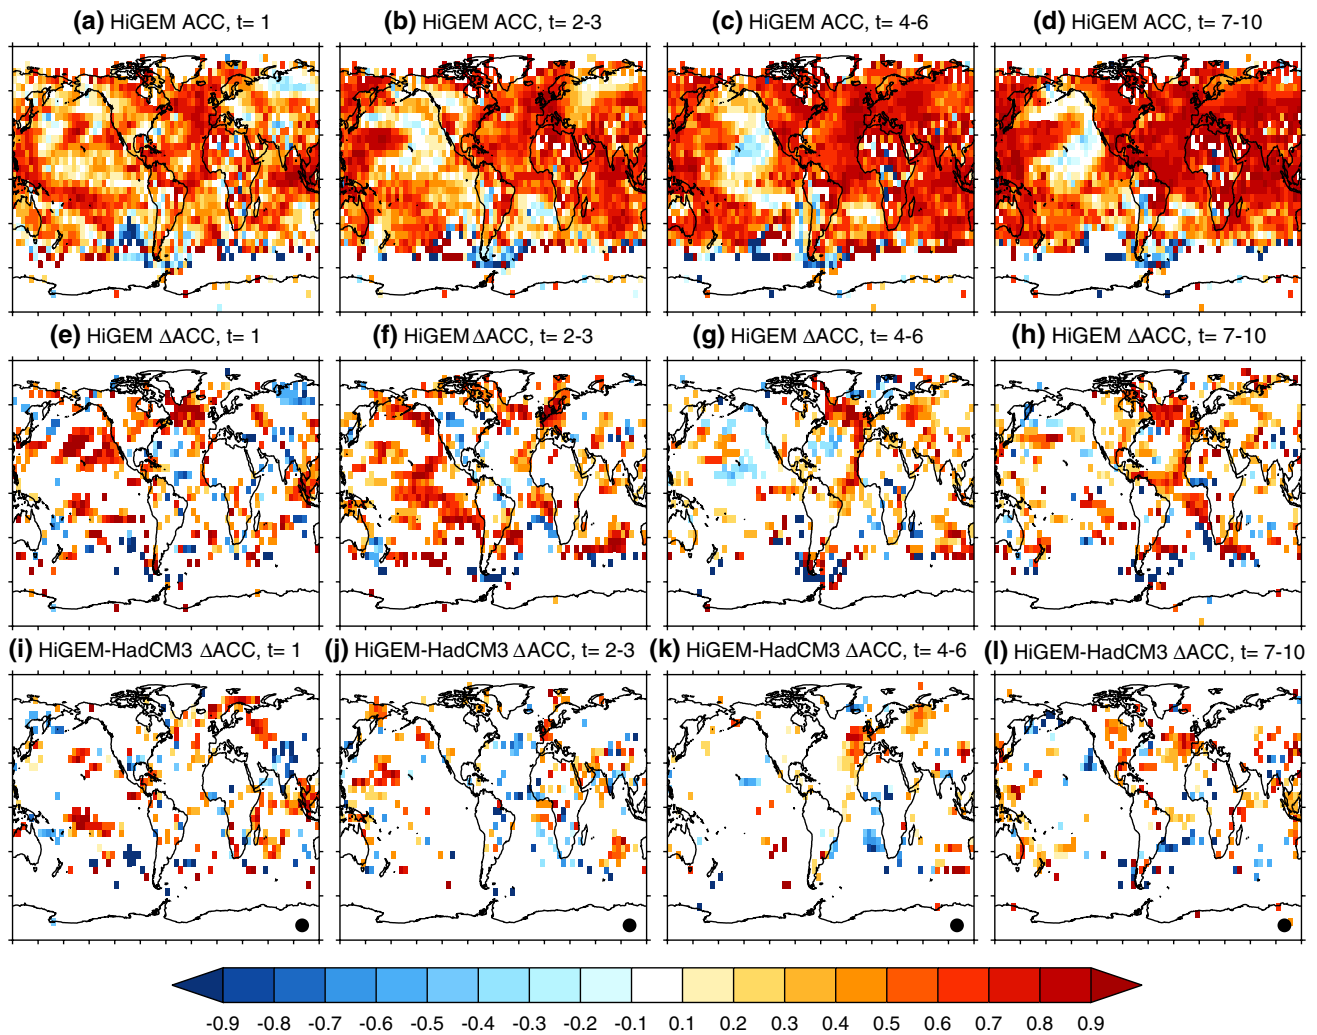 (a) HiGEM ACC, t= 1
(b) HiGEM ACC, t= 2-3
(c) HiGEM ACC, t= 4-6
(d) HiGEM ACC, t= 7-10
(e) HiGEM ΔACC, t= 1
(f) HiGEM ΔACC, t= 2-3
(g) HiGEM ΔACC, t= 4-6
(h) HiGEM ΔACC, t= 7-10
(i) HiGEM-HadCM3 ΔACC, t= 1
(j) HiGEM-HadCM3 ΔACC, t= 2-3
(k) HiGEM-HadCM3 ΔACC, t= 4-6
(l) HiGEM-HadCM3 ΔACC, t= 7-10
-0.9 -0.8 -0.7 -0.6 -0.5 -0.4 -0.3 -0.2 -0.1 0.1 0.2 0.3 0.4 0.5 0.6 0.7 0.8 0.9